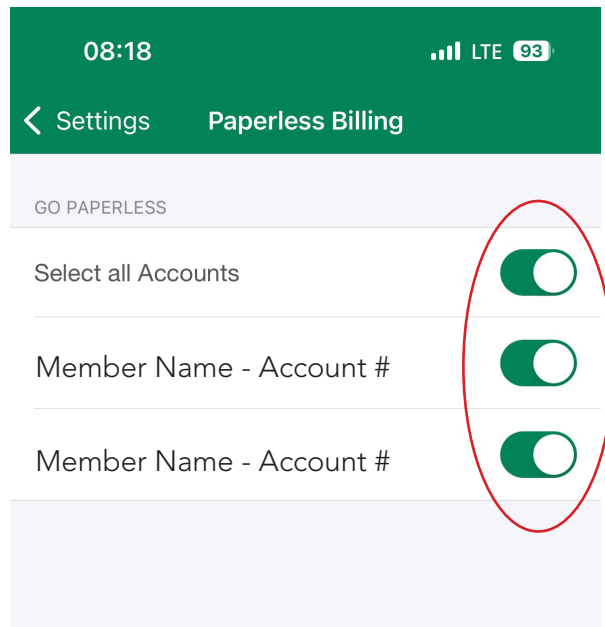 08:18 LTE 93
Settings Paperless Billing
GO PAPERLESS
Select all Accounts
Member Name - Account #
Member Name - Account #